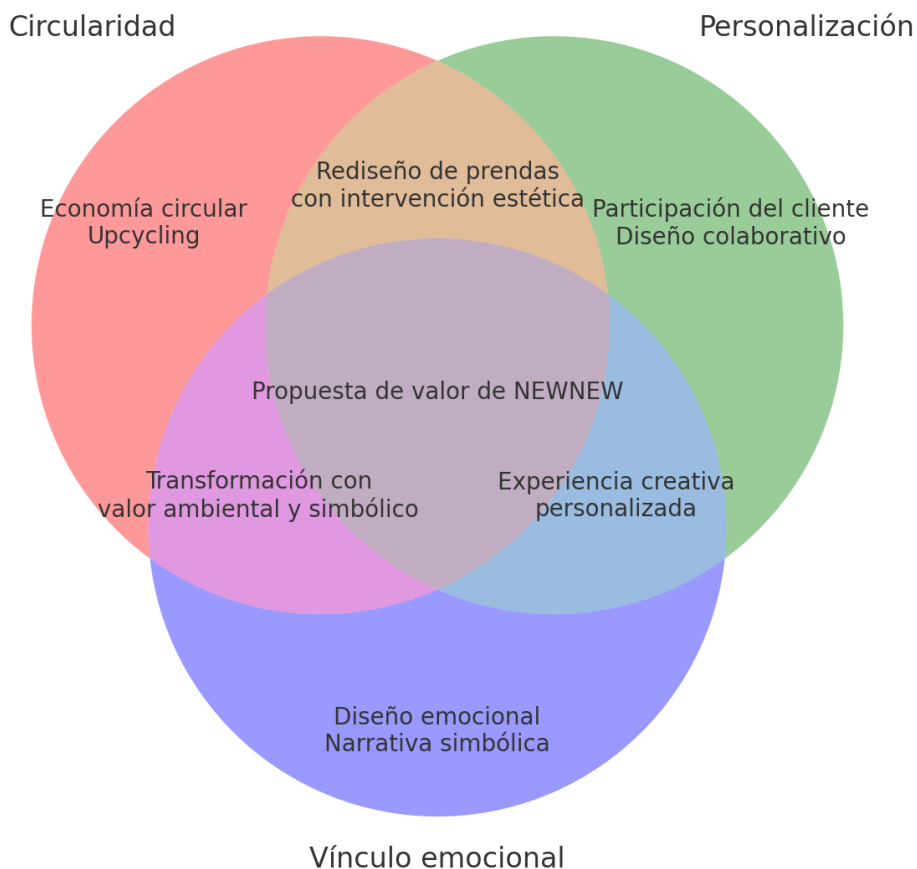 Circularidad
Personalización
Rediseño de prendas
con intervención estética
Economía circular
Upcycling
Participación del cliente
Diseño colaborativo
Propuesta de valor de NEWNEW
Transformación con
valor ambiental y simbólico
Experiencia creativa
personalizada
Diseño emocional
Narrativa simbólica
Vínculo emocional